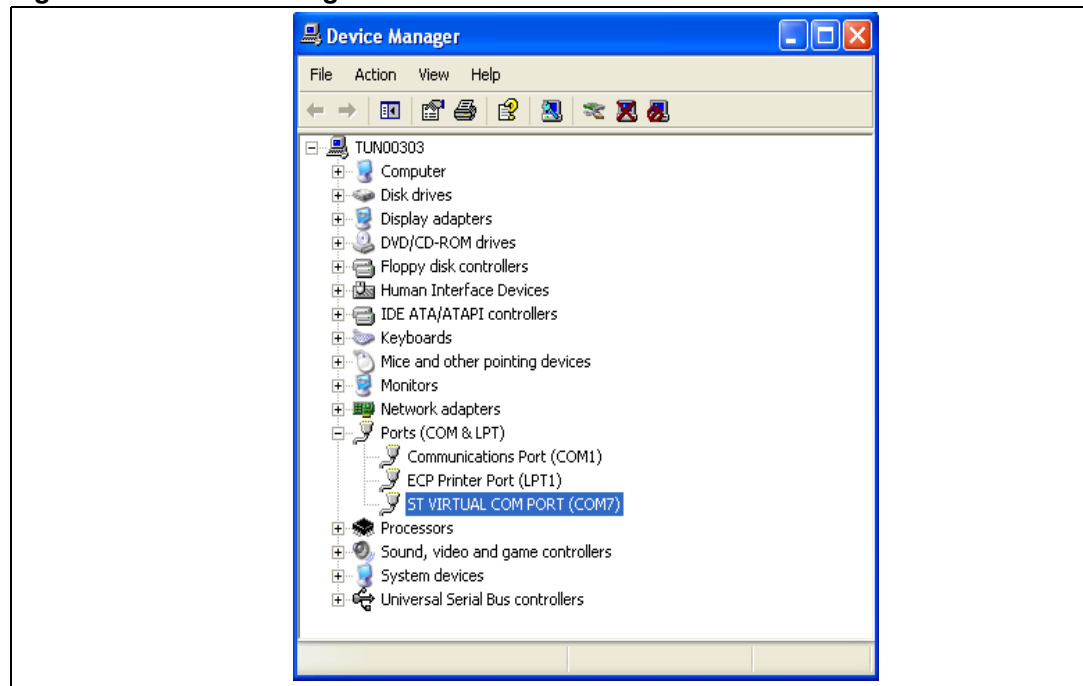 Device Manager
File Action View Help
TUN00303
Computer
Disk drives
Display adapters
DVD/CD-ROM drives
Floppy disk controllers
Human Interface Devices
IDE ATA/ATAPI controllers
Keyboards
Mice and other pointing devices
Monitors
Network adapters
Ports (COM & LPT)
Communications Port (COM1)
ECP Printer Port (LPT1)
ST VIRTUAL COM PORT (COM7)
Processors
Sound, video and game controllers
System devices
Universal Serial Bus controllers